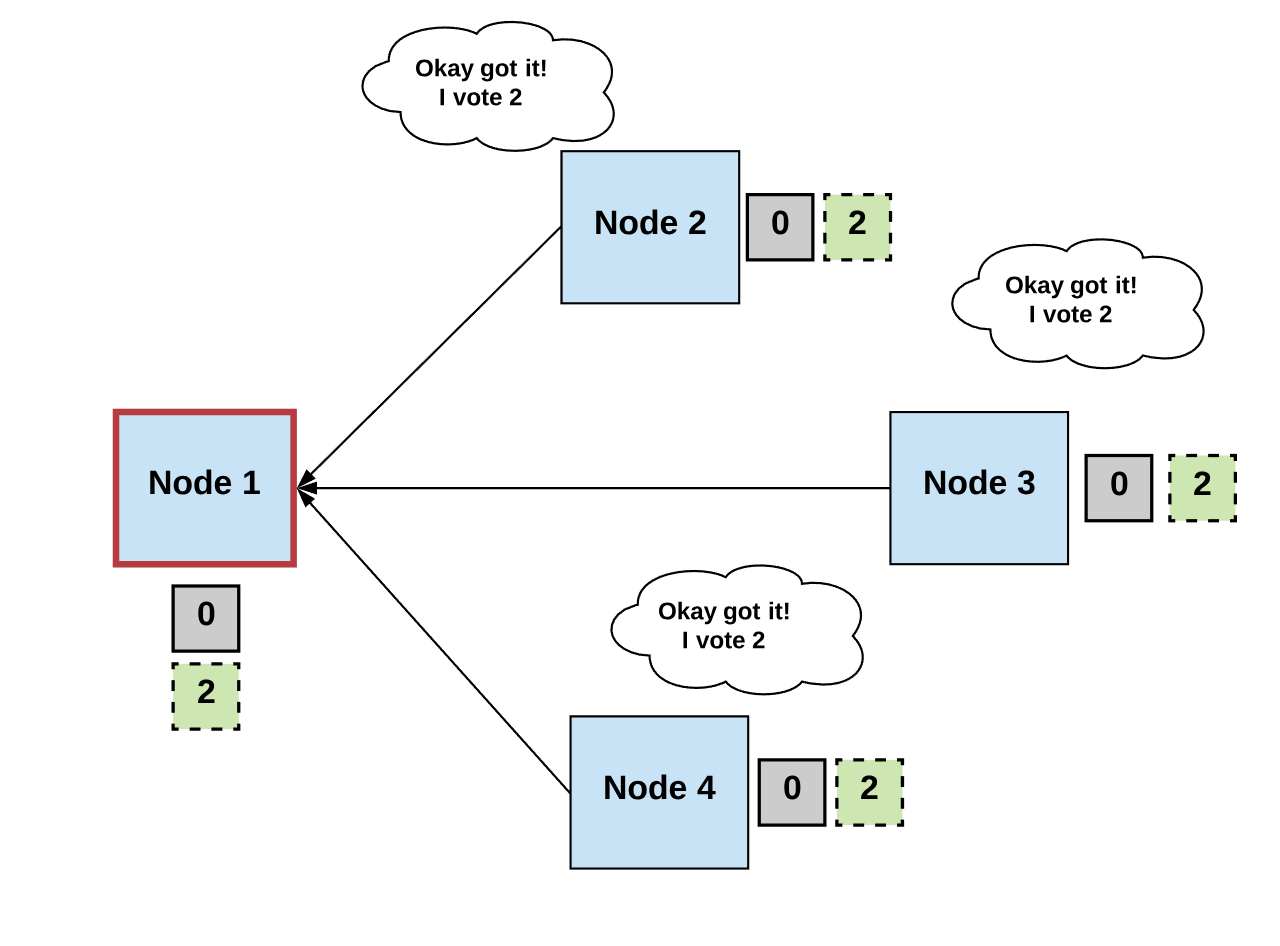 Okay got it!
I vote 2
Node 2
0
2
Okay got it!
I vote 2
Node 1
0
2
Node 3
0
2
Okay got it!
I vote 2
Node 4
0
2